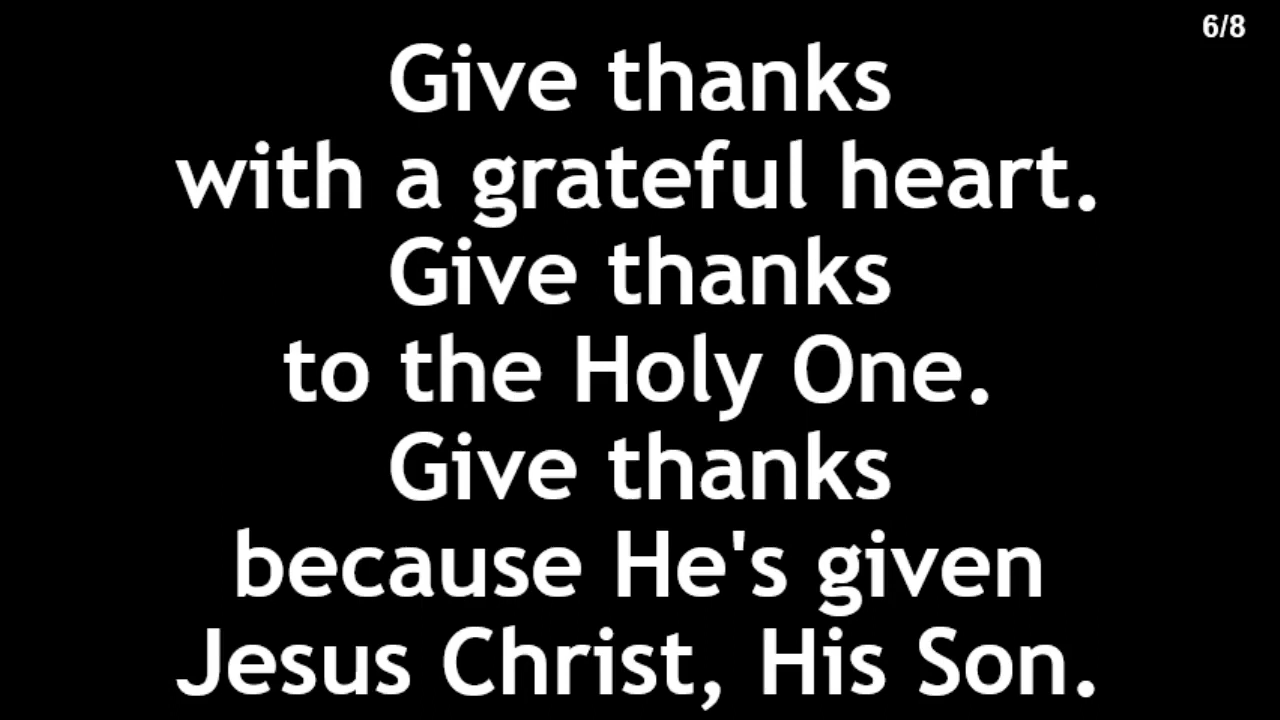 6/8
Give thanks
with a grateful heart.
Give thanks
to the Holy One.
Give thanks
because He's given
Jesus Christ, His Son.